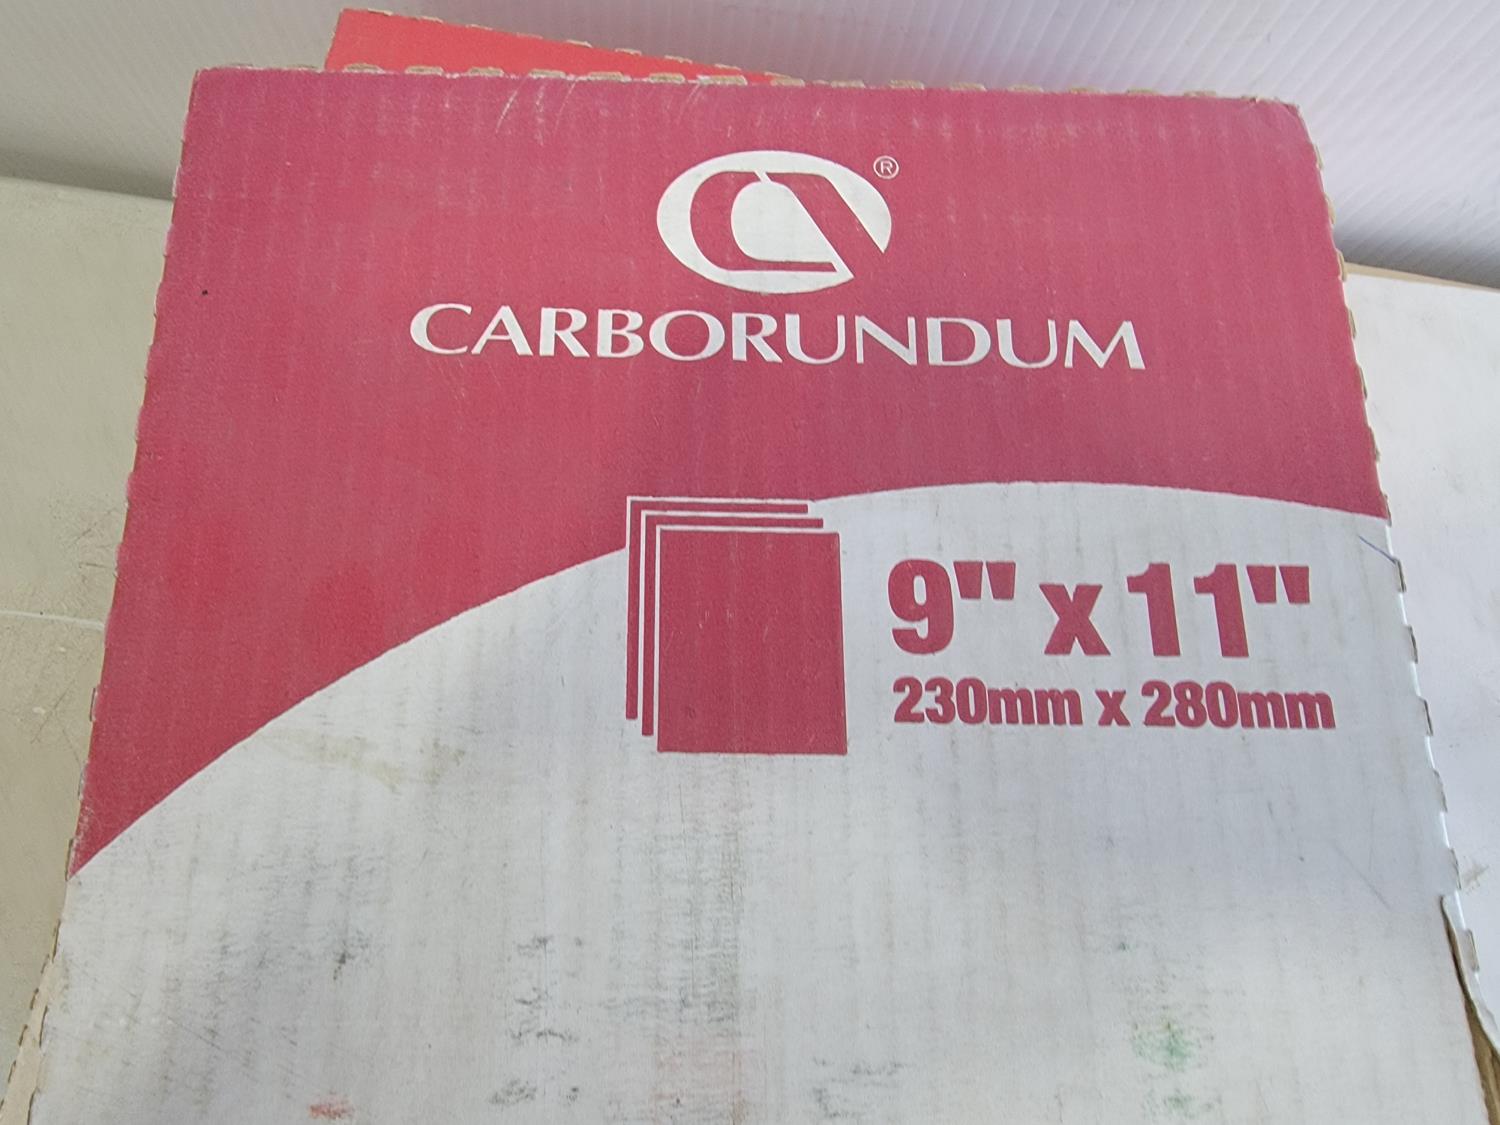 ®
CARBORUNDUM
9" x 11"
230mm x 280mm